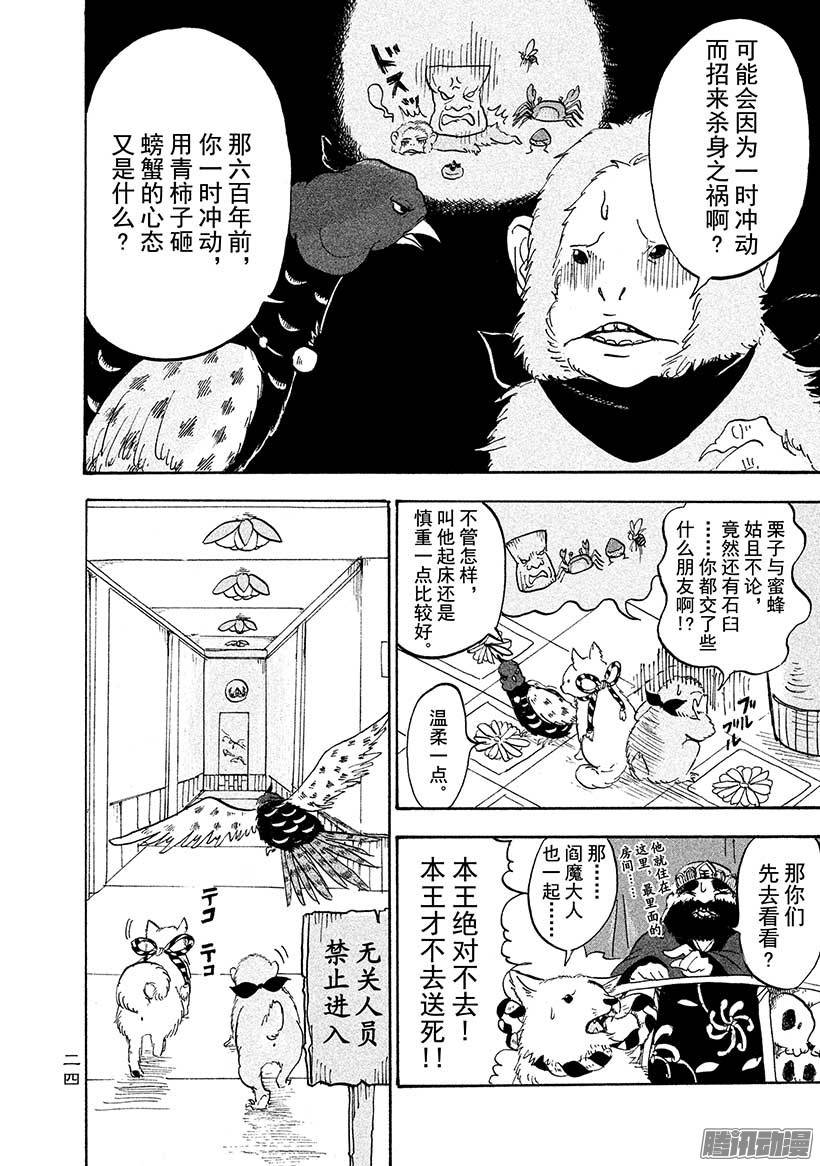 可能会因为一时冲动
而招来杀身之祸啊?
ドス
那六百年前,
你一时冲动,
用青柿子砸
螃蟹的心态
又是什么?
栗子与蜜蜂
姑且不论,
竟然还有石臼
……你都交了些
什么朋友啊!?
不管怎样,
叫他起床还是
慎重一点比较好。
温柔一点。
ブル
ブル
那你们
先去看看?
他就住在
这里,最里面的
房间……
那……
阎魔大人
也一起……
本王绝对不去!
本王才不去送死!!
テコ
テコ
无关人员
禁止进入
二四
腾讯动漫